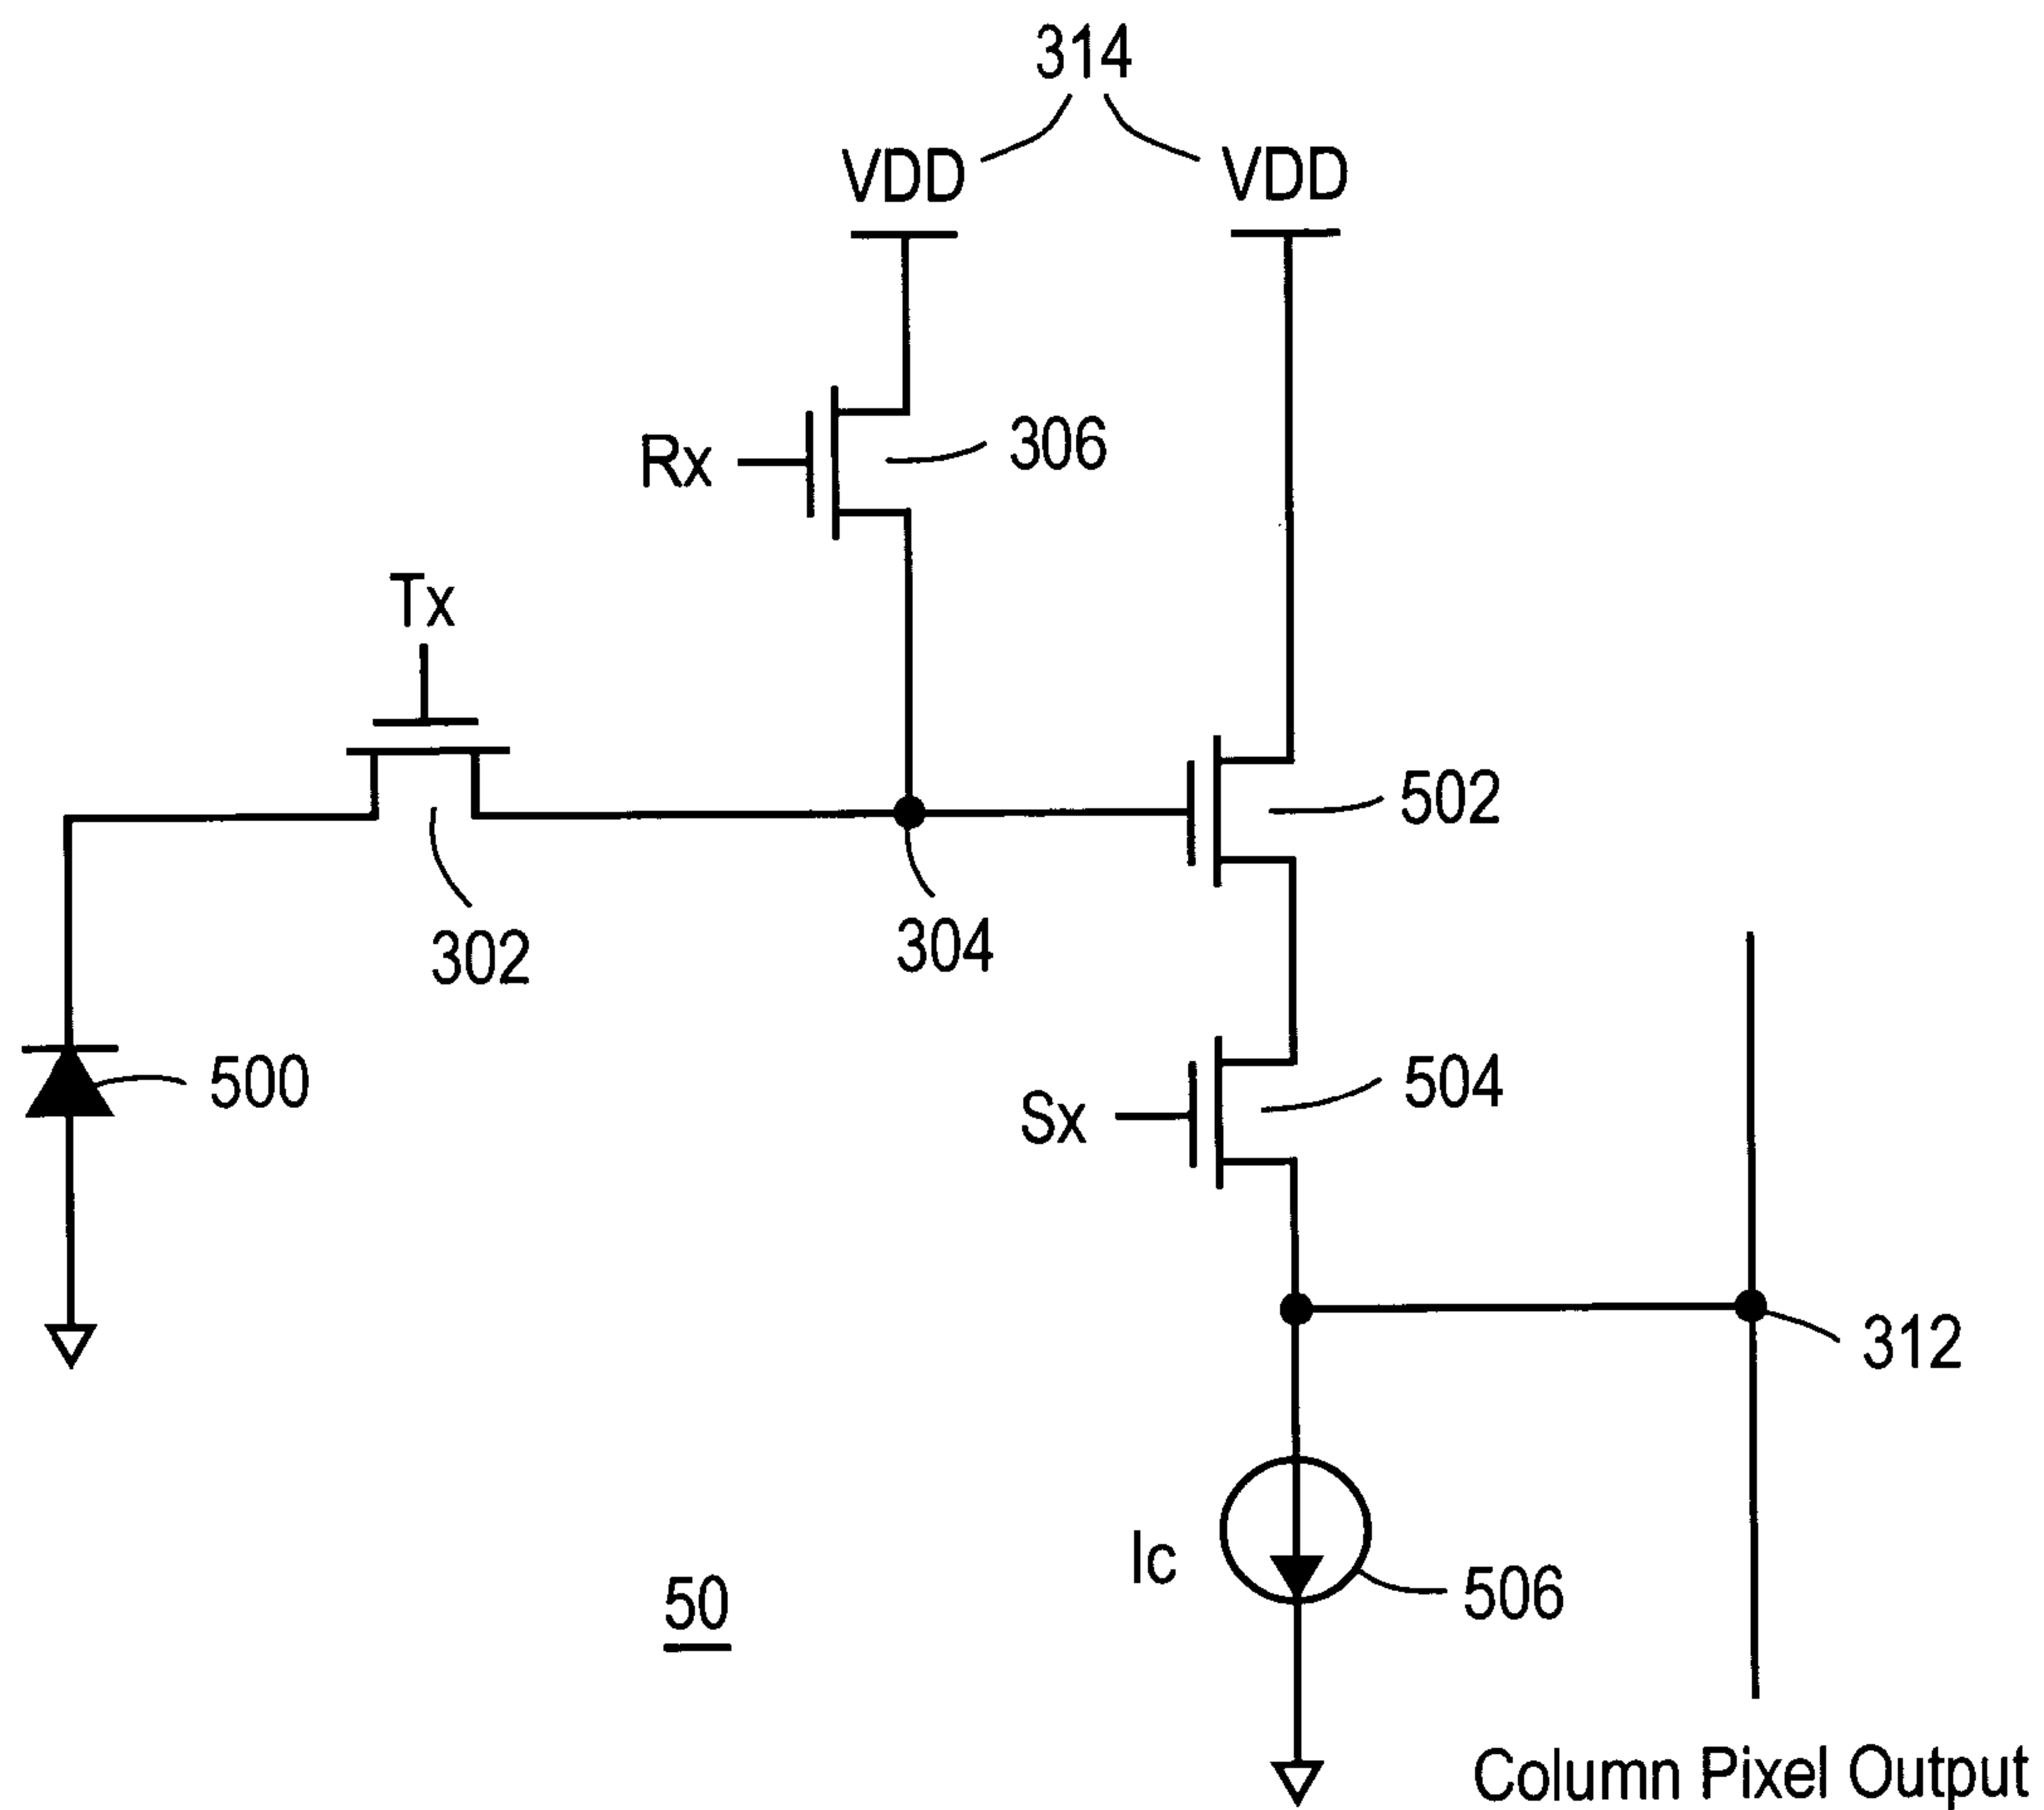 314
VDD VDD
Rx
306
Tx
502
302
304
500
504
Sx
312
Ic
506
50
Column Pixel Output